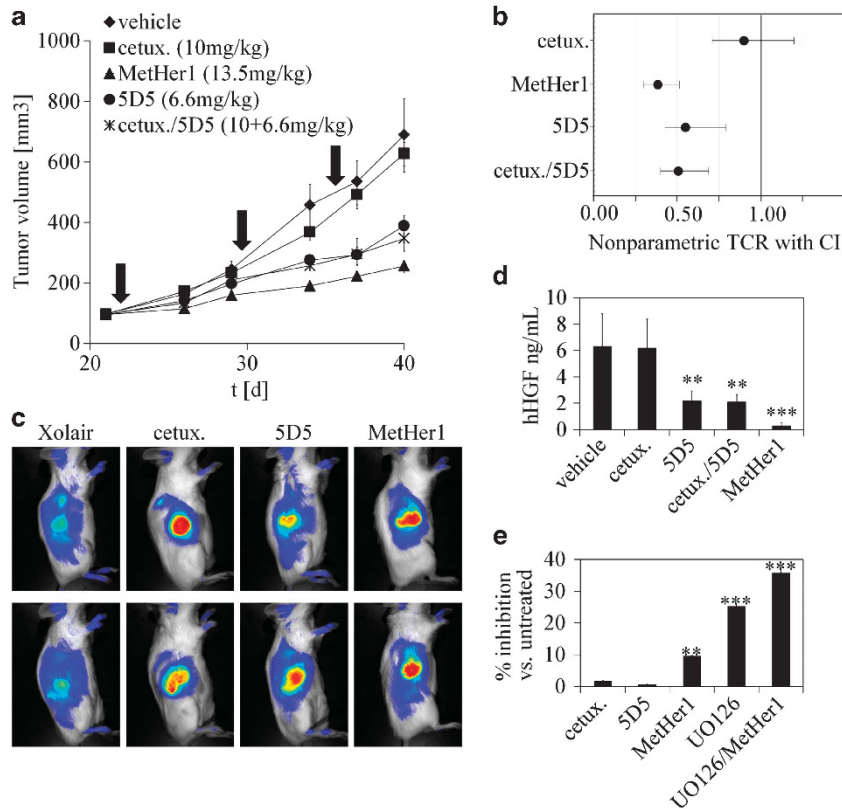 a
vehicle
cetux. (10mg/kg)
MetHer1 (13.5mg/kg)
5D5 (6.6mg/kg)
cetux./5D5 (10+6.6mg/kg)
Tumor volume [mm3]
1000
800
600
400
200
0
20
30
40
t [d]
b
cetux.
MetHer1
5D5
cetux./5D5
0.00
0.50
1.00
Nonparametric TCR with CI
c
Xolair
cetux.
5D5
MetHer1
d
hHGF ng/mL
10
8
6
4
2
0
**
**
***
vehicle
cetux.
5D5
cetux./5D5
MetHer1
e
% inhibition
vs. untreated
40
30
20
10
0
**
***
***
cetux.
5D5
MetHer1
UO126
UO126/MetHer1